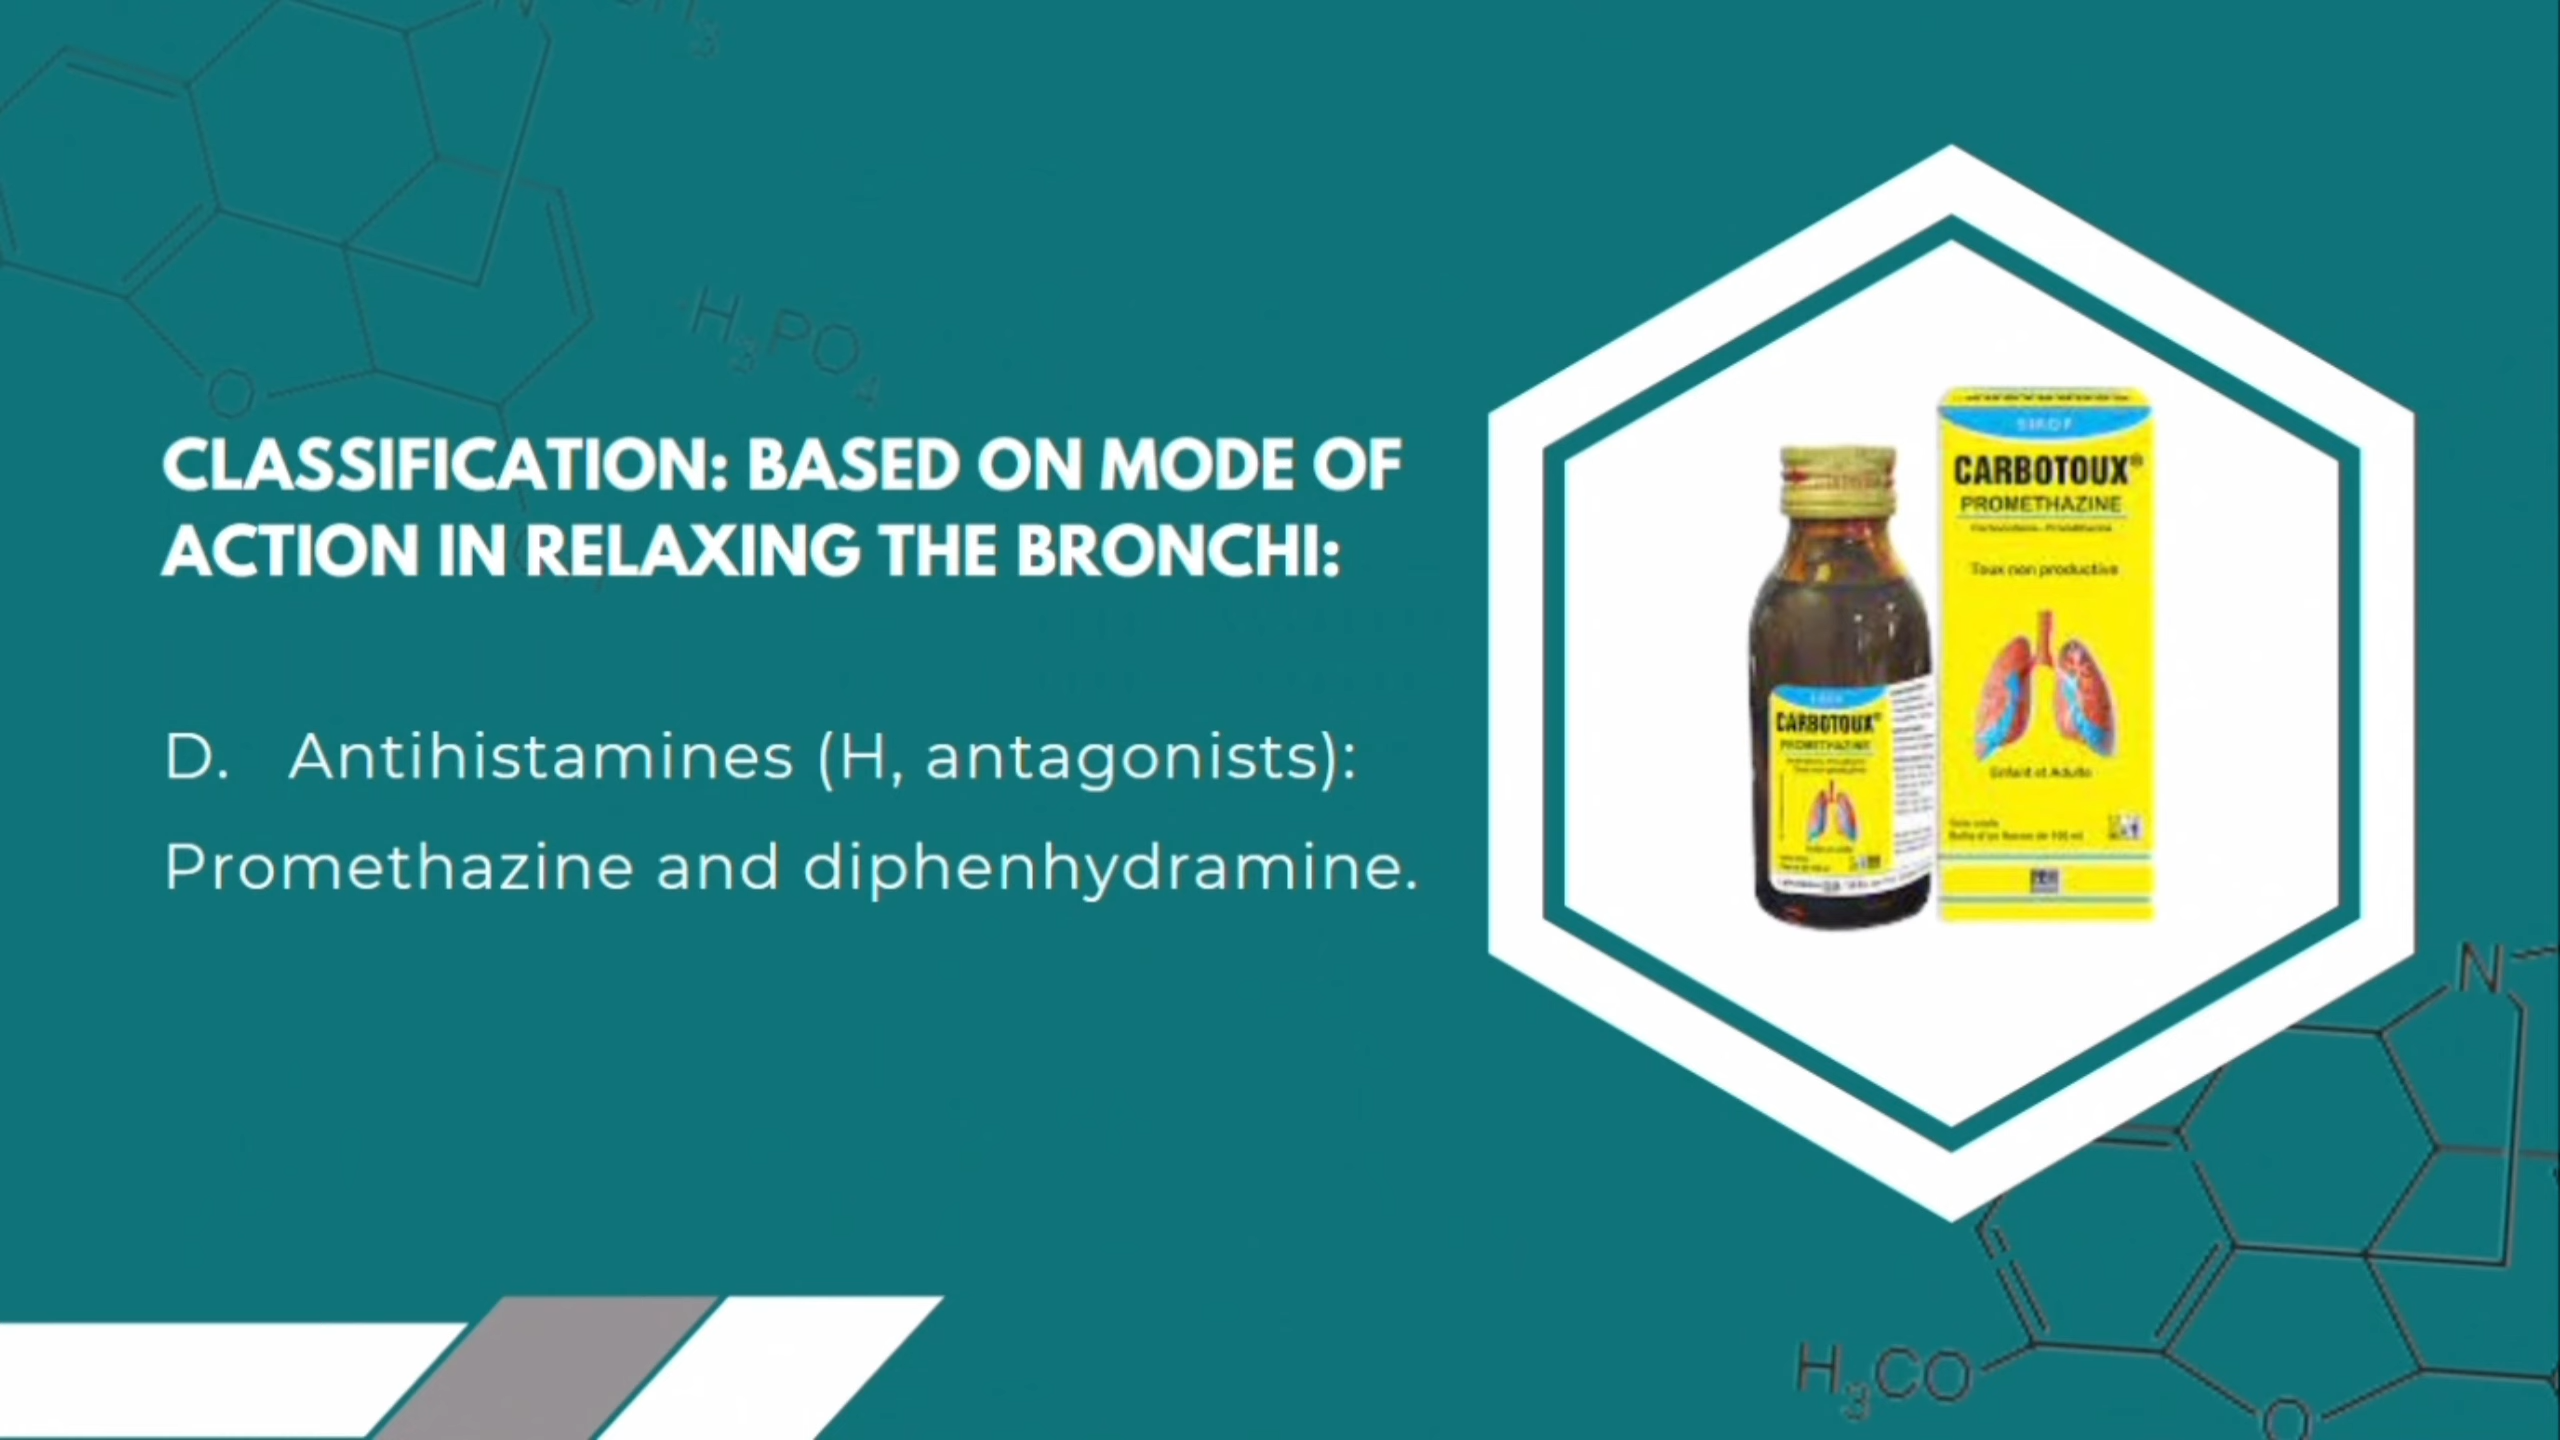 ·H₃PO₄
O
CLASSIFICATION: BASED ON MODE OF
ACTION IN RELAXING THE BRONCHI:
D. Antihistamines (H, antagonists):
Promethazine and diphenhydramine.
SIROP
CARBOTOUX®
PROMETHAZINE
Toux non productive
Enfant et Adulte
CARBOTOUX®
PROMETHAZINE
N
H₃CO
O